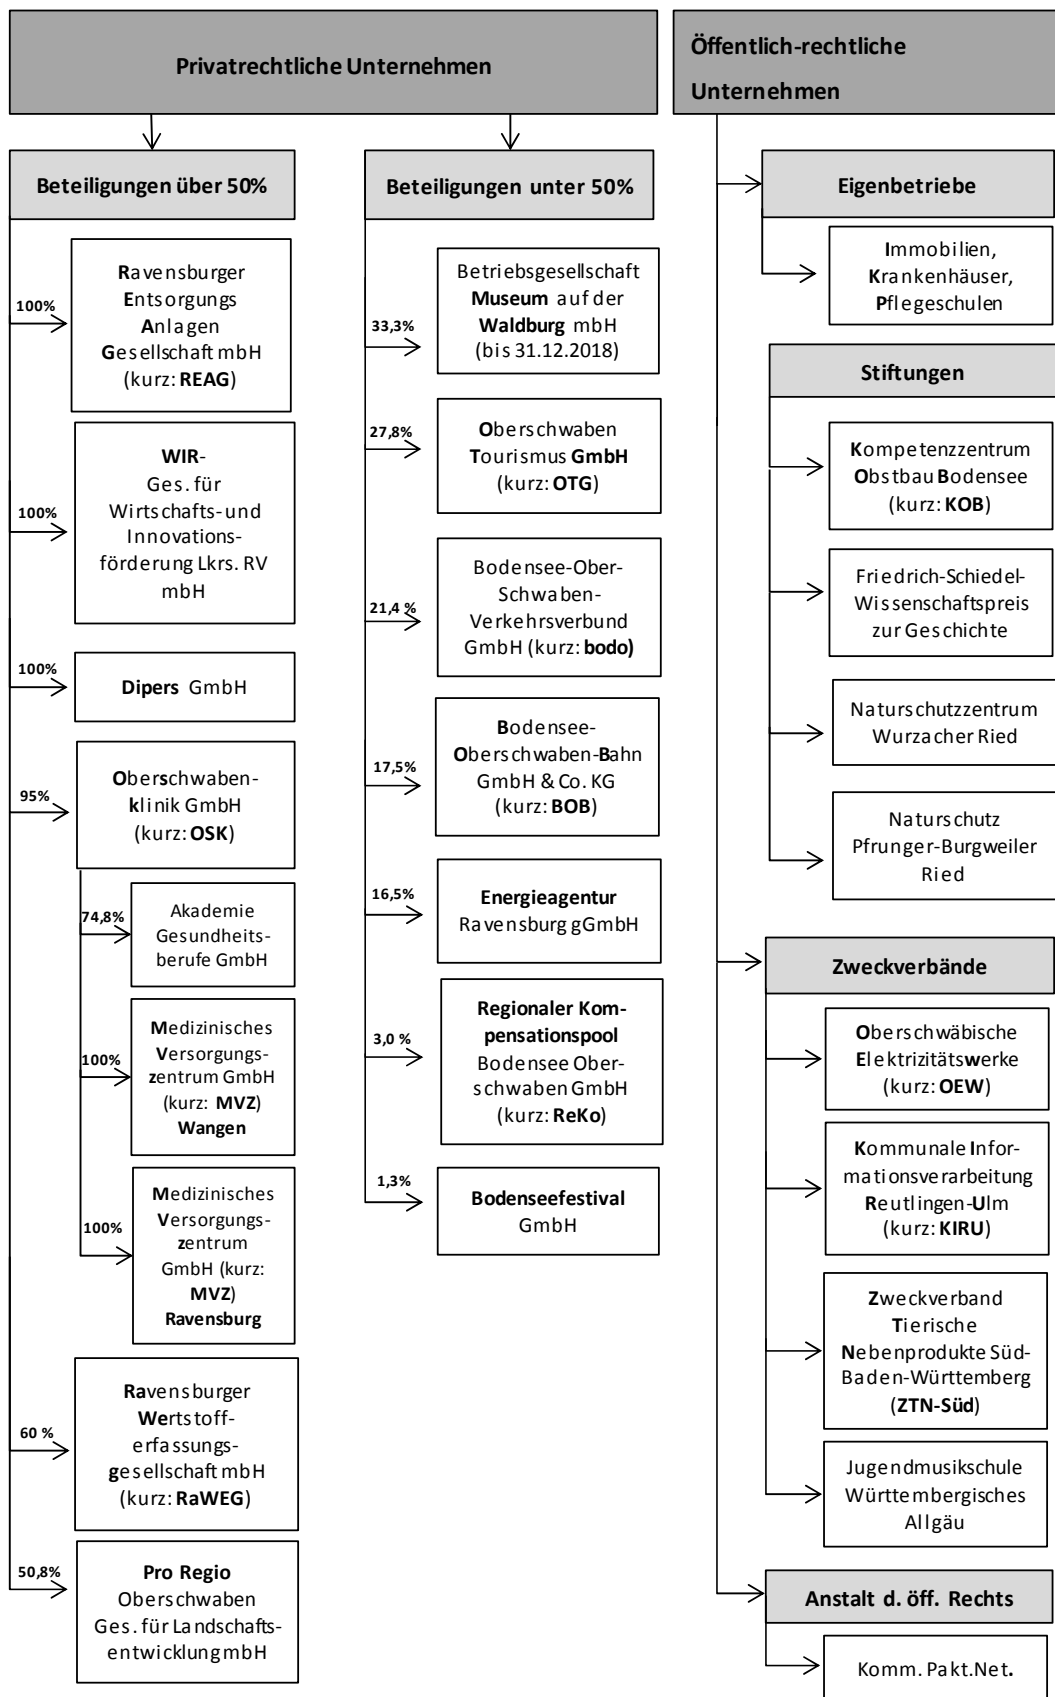 Privatrechtliche Unternehmen
Beteiligungen über 50%
100%
Ravensburger
Entsorgungs
Anlagen
Gesellschaft mbH
(kurz: REAG)
100%
WIR-
Ges. für
Wirtschafts- und
Innovations-
förderung Lkrs. RV
mbH
100%
Dipers GmbH
95%
Oberschwaben-
klinik GmbH
(kurz: OSK)
74,8%
Akademie
Gesundheits-
berufe GmbH
100%
Medizinisches
Versorgungs-
zentrum GmbH
(kurz: MVZ)
Wangen
100%
Medizinisches
Versorgungs-
zentrum
GmbH (kurz:
MVZ)
Ravensburg
60 %
Ravensburger
Wertstoff-
erfassungs-
gesellschaft mbH
(kurz: RaWEG)
50,8%
Pro Regio
Oberschwaben
Ges. für Landschafts-
entwicklung mbH
Beteiligungen unter 50%
33,3%
Betriebsgesellschaft
Museum auf der
Waldburg mbH
(bis 31.12.2018)
27,8%
Oberschwaben
Tourismus GmbH
(kurz: OTG)
21,4 %
Bodensee-Ober-
Schwaben-
Verkehrsverbund
GmbH (kurz: bodo)
17,5%
Bodensee-
Oberschwaben-Bahn
GmbH & Co. KG
(kurz: BOB)
16,5%
Energieagentur
Ravensburg gGmbH
3,0 %
Regionaler Kom-
pensationspool
Bodensee Ober-
schwaben GmbH
(kurz: ReKo)
1,3%
Bodenseefestival
GmbH
Öffentlich-rechtliche
Unternehmen
Eigenbetriebe
Immobilien,
Krankenhäuser,
Pflegeschulen
Stiftungen
Kompetenzzentrum
Obstbau Bodensee
(kurz: KOB)
Friedrich-Schiedel-
Wissenschaftspreis
zur Geschichte
Naturschutzzentrum
Wurzacher Ried
Naturschutz
Pfrunger-Burgweiler
Ried
Zweckverbände
Oberschwäbische
Elektrizitätswerke
(kurz: OEW)
Kommunale Infor-
mationsverarbeitung
Reutlingen-Ulm
(kurz: KIRU)
Zweckverband
Tierische
Nebenprodukte Süd-
Baden-Württemberg
(ZTN-Süd)
Jugendmusikschule
Württembergisches
Allgäu
Anstalt d. öff. Rechts
Komm. Pakt.Net.